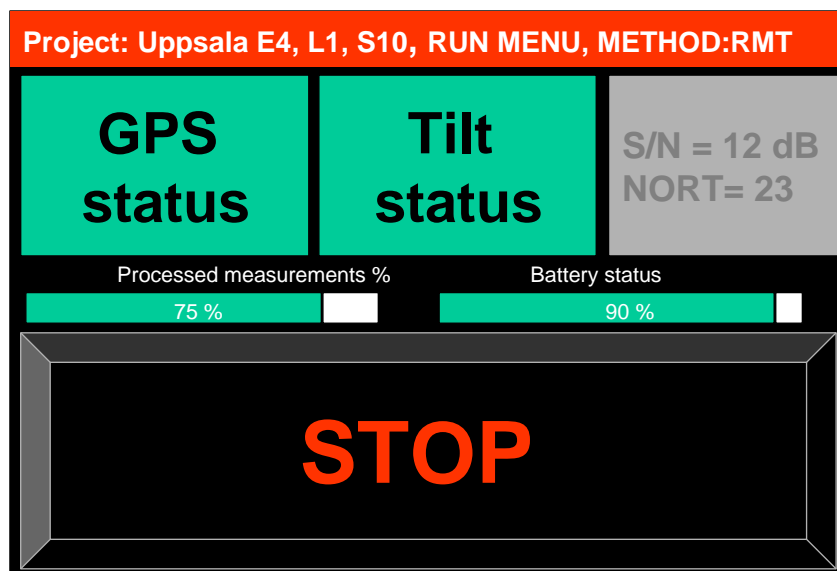 Project: Uppsala E4, L1, S10, RUN MENU, METHOD:RMT
GPS
status
Tilt
status
S/N = 12 dB
NORT= 23
Processed measurements %
Battery status
75 %
90 %
STOP